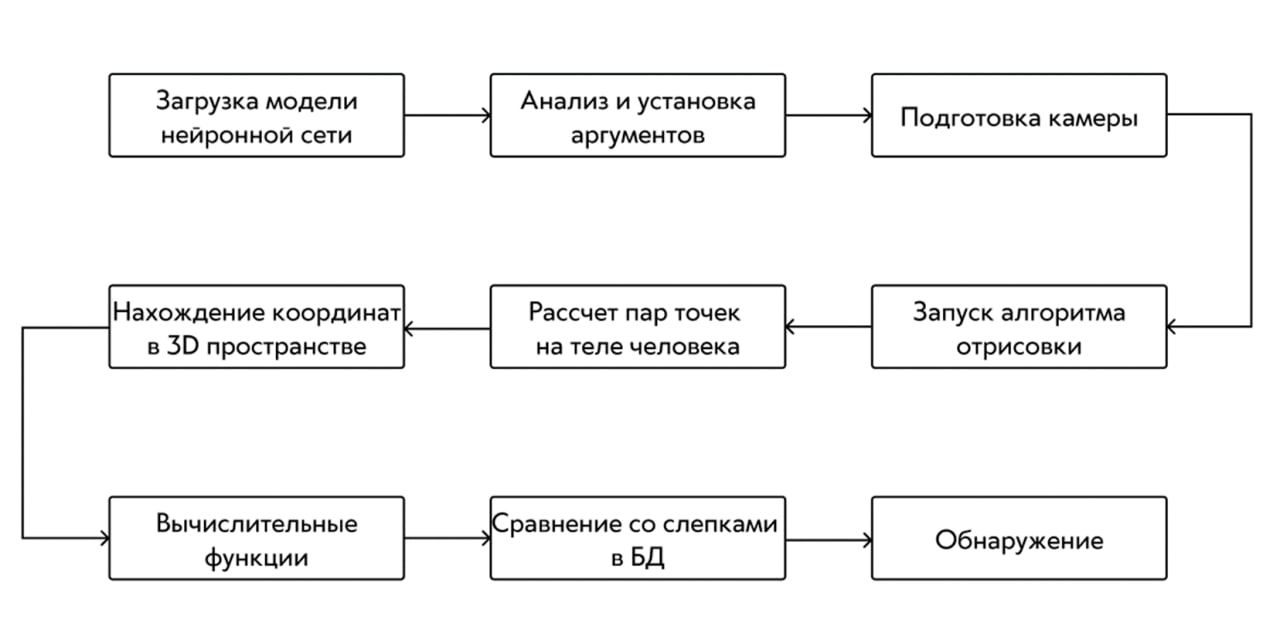 Загрузка модели
нейронной сети
Анализ и установка
аргументов
Подготовка камеры
Запуск алгоритма
отрисовки
Рассчет пар точек
на теле человека
Нахождение координат
в 3D пространстве
Вычислительные
функции
Сравнение со слепками
в БД
Обнаружение